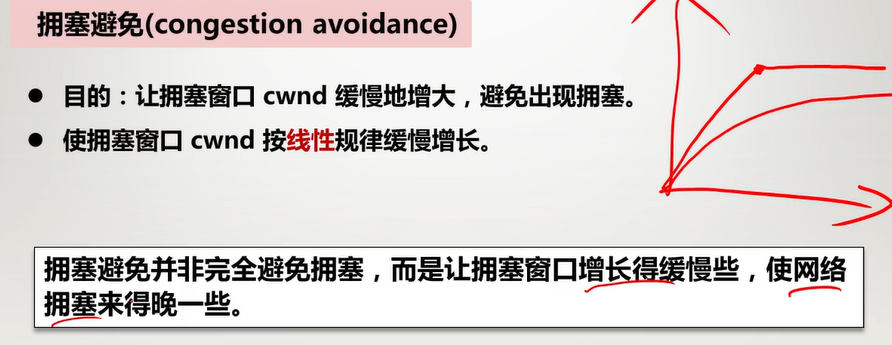 拥塞避免(congestion avoidance)
● 目的：让拥塞窗口 cwnd 缓慢地增大，避免出现拥塞。
● 使拥塞窗口 cwnd 按线性规律缓慢增长。
拥塞避免并非完全避免拥塞，而是让拥塞窗口增长得缓慢些，使网络
拥塞来得晚一些。